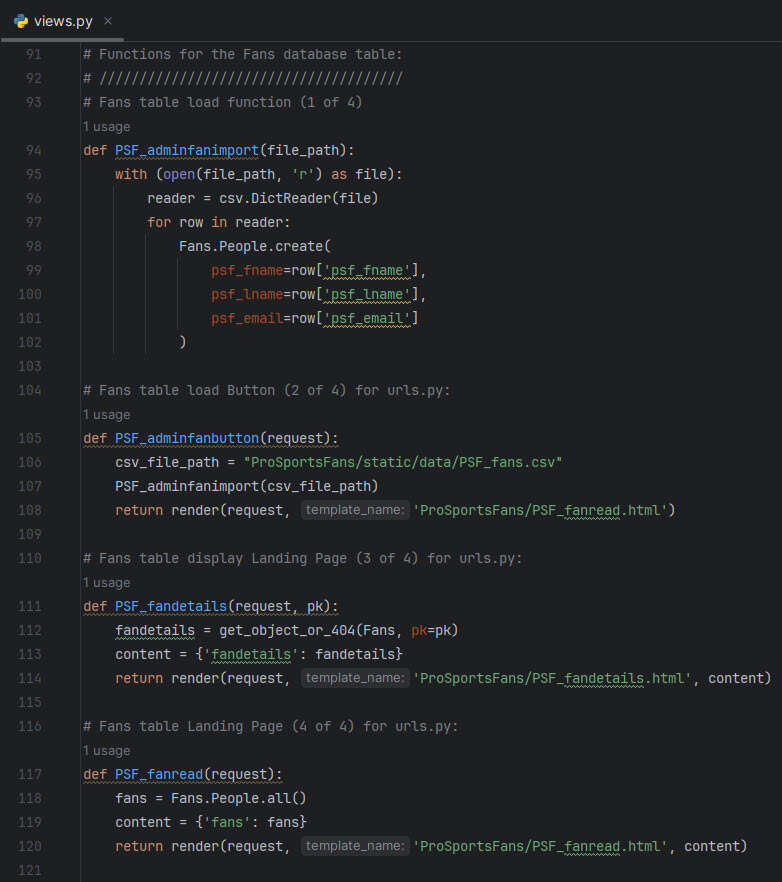 views.py ×
91 # Functions for the Fans database table:
92 # //////////////////////////////////////
93 # Fans table load function (1 of 4)
1 usage
94 def PSF_adminfanimport(file_path):
95 with (open(file_path, 'r') as file):
96 reader = csv.DictReader(file)
97 for row in reader:
98 Fans.People.create(
99 psf_fname=row['psf_fname'],
100 psf_lname=row['psf_lname'],
101 psf_email=row['psf_email']
102 )
103
104 # Fans table load Button (2 of 4) for urls.py:
1 usage
105 def PSF_adminfanbutton(request):
106 csv_file_path = "ProSportsFans/static/data/PSF_fans.csv"
107 PSF_adminfanimport(csv_file_path)
108 return render(request, template_name: 'ProSportsFans/PSF_fanread.html')
109
110 # Fans table display Landing Page (3 of 4) for urls.py:
1 usage
111 def PSF_fandetails(request, pk):
112 fandetails = get_object_or_404(Fans, pk=pk)
113 content = {'fandetails': fandetails}
114 return render(request, template_name: 'ProSportsFans/PSF_fandetails.html', content)
115
116 # Fans table Landing Page (4 of 4) for urls.py:
1 usage
117 def PSF_fanread(request):
118 fans = Fans.People.all()
119 content = {'fans': fans}
120 return render(request, template_name: 'ProSportsFans/PSF_fanread.html', content)
121